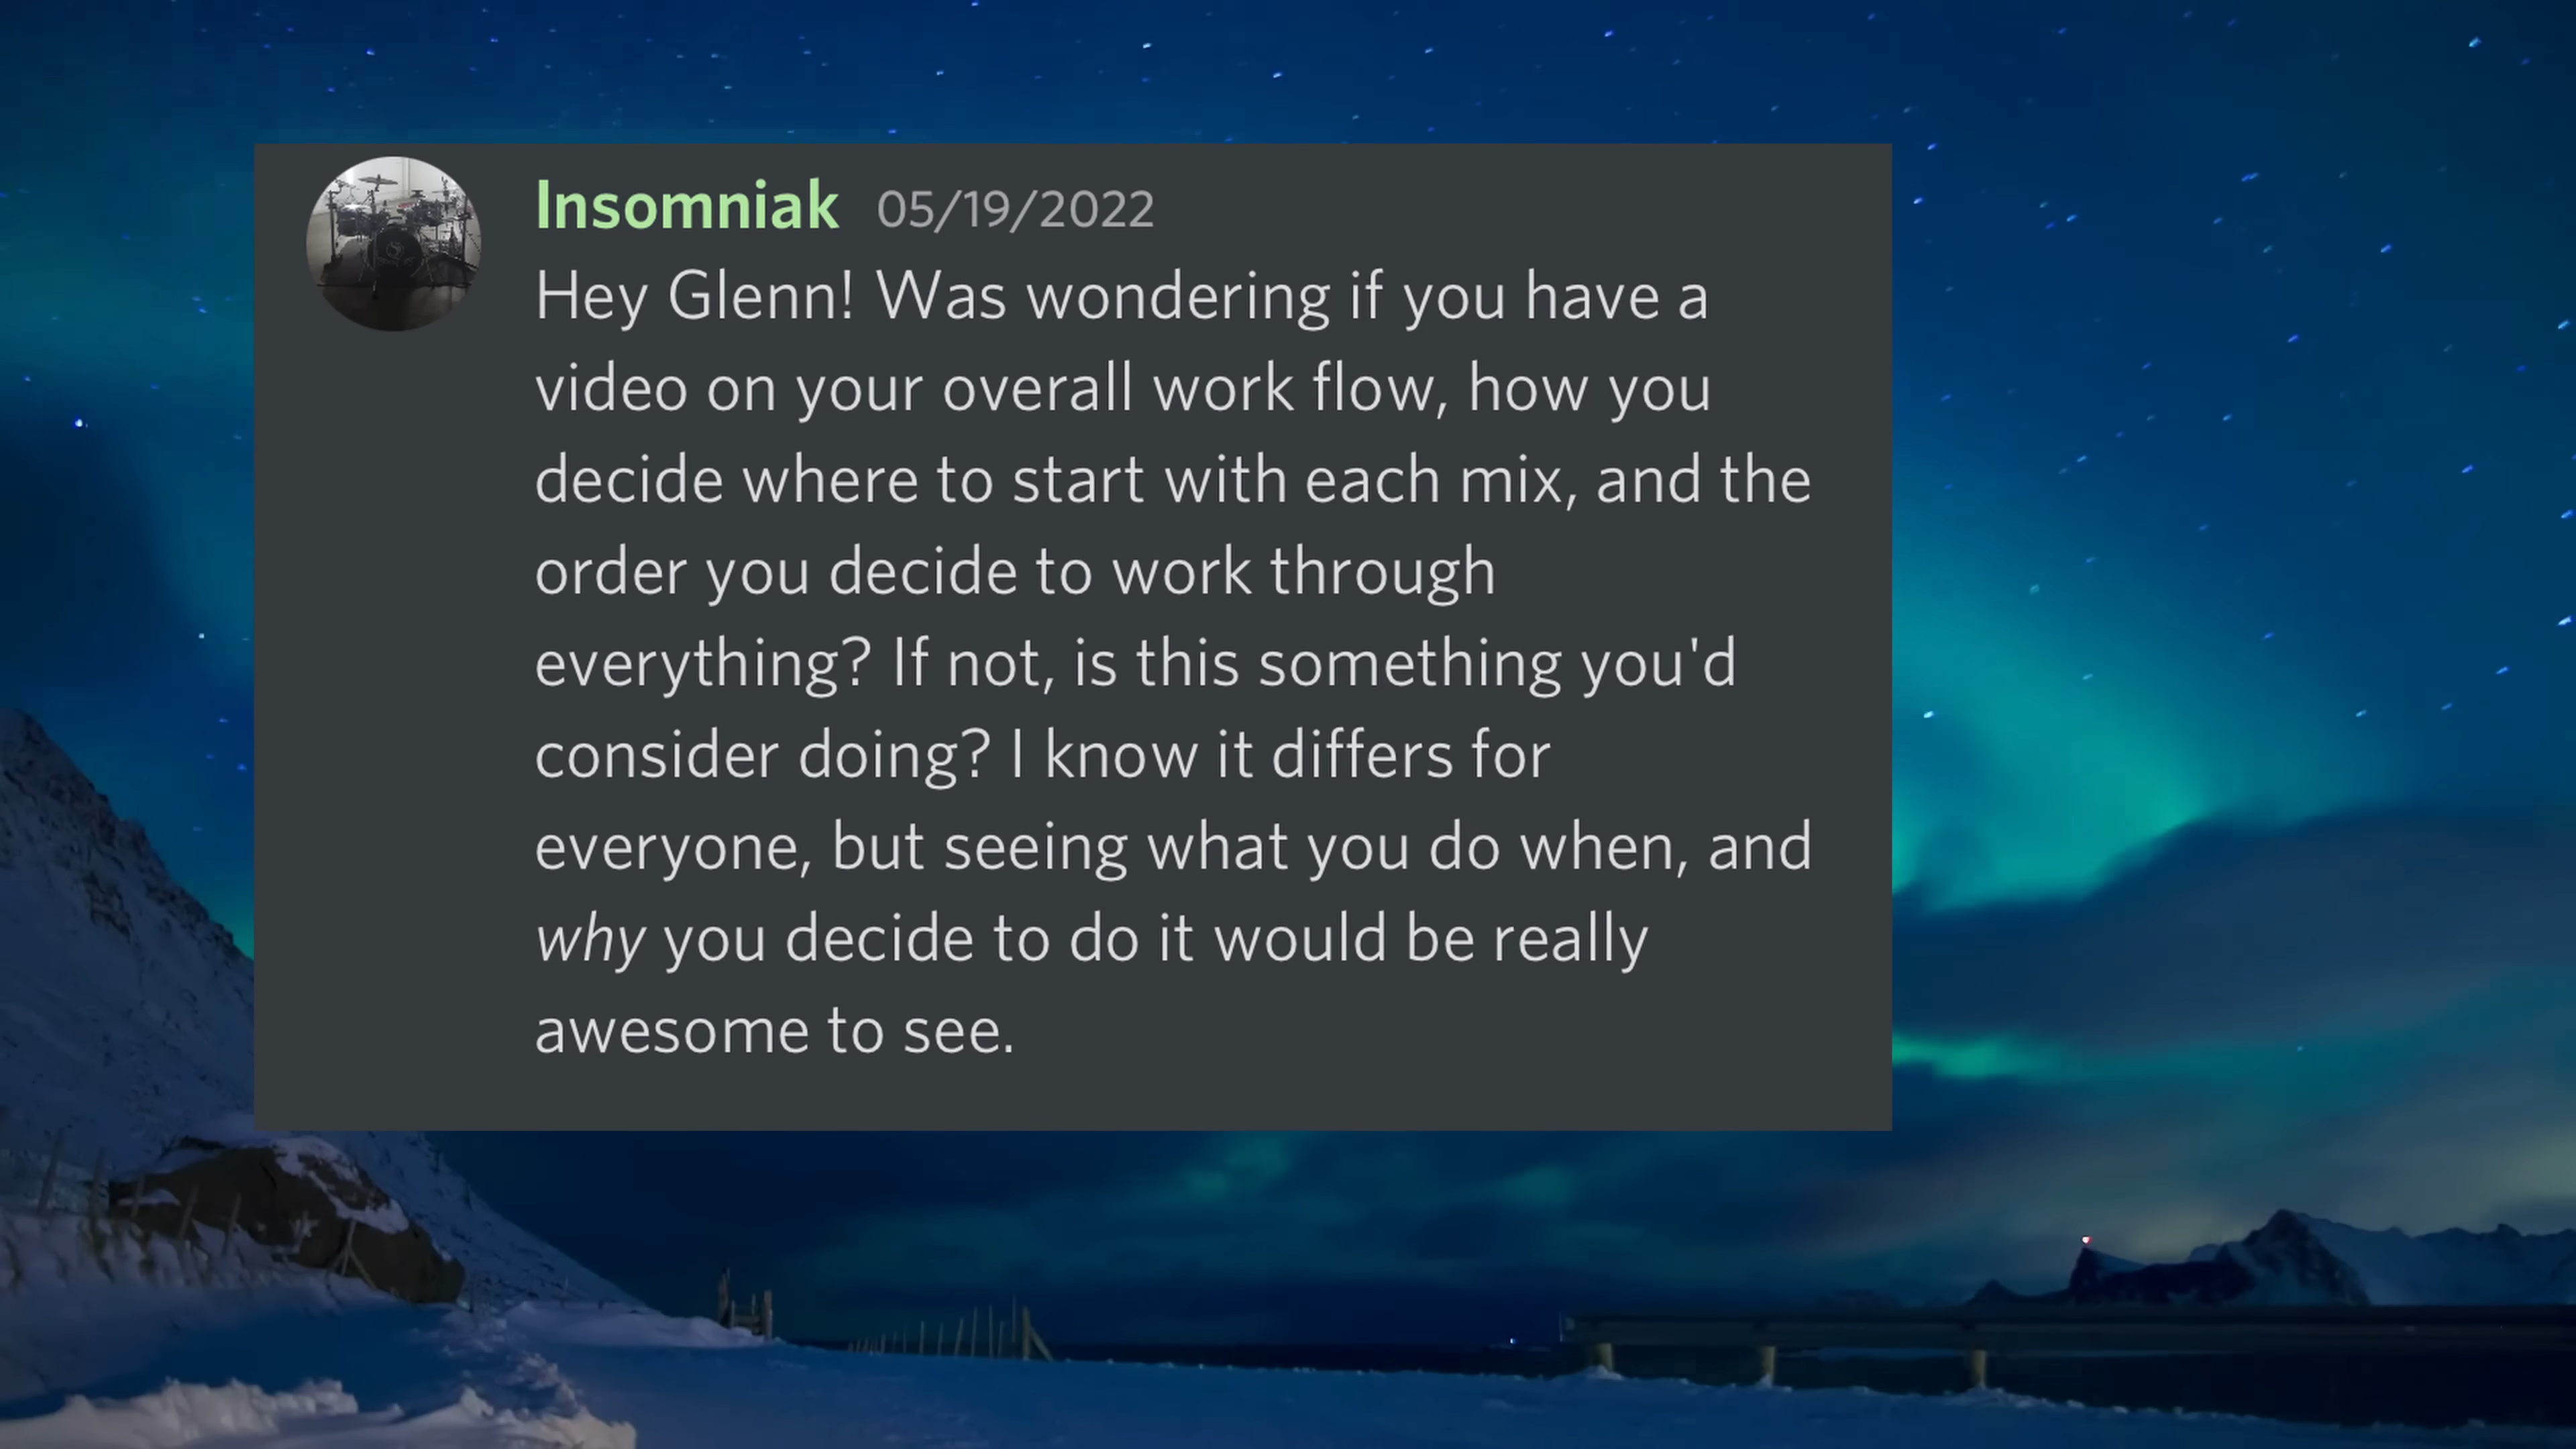 Insomniak 05/19/2022
Hey Glenn! Was wondering if you have a
video on your overall work flow, how you
decide where to start with each mix, and the
order you decide to work through
everything? If not, is this something you'd
consider doing? I know it differs for
everyone, but seeing what you do when, and
why you decide to do it would be really
awesome to see.